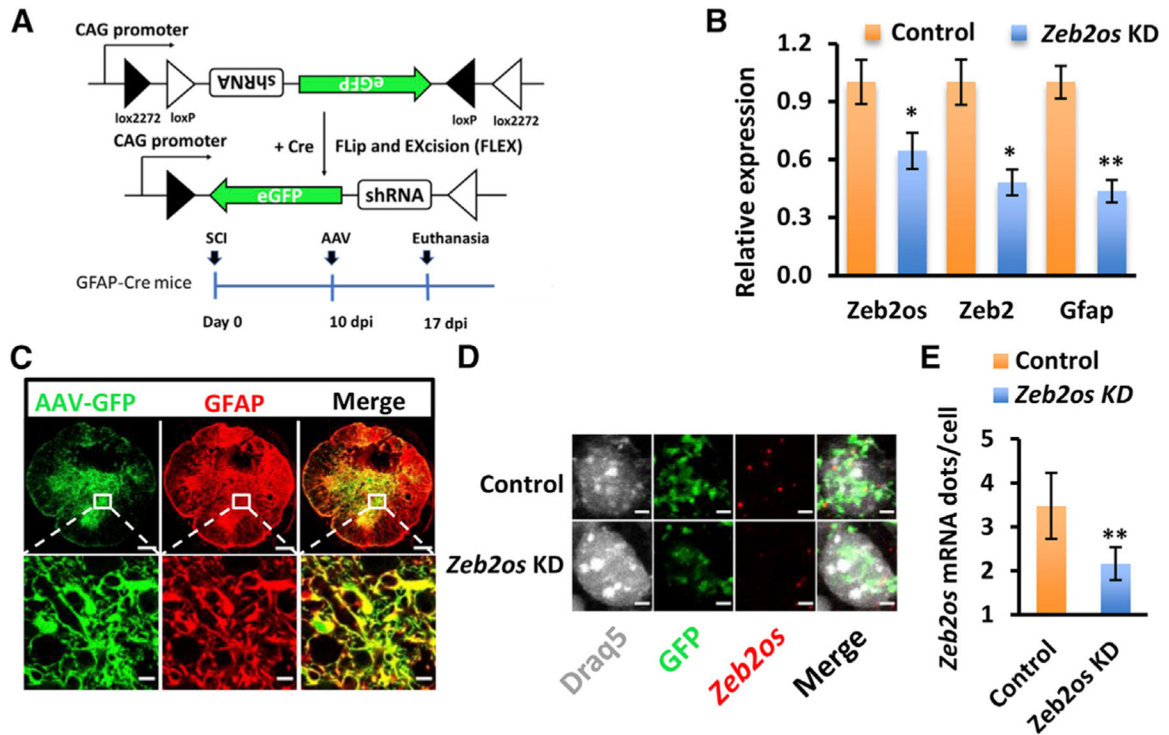 A
CAG promoter
shRNA
eGFP
lox2272 loxP
loxP lox2272
CAG promoter
+ Cre FLip and EXcision (FLEX)
eGFP shRNA
SCI AAV Euthanasia
GFAP-Cre mice
Day 0 10 dpi 17 dpi
B
Control Zeb2os KD
Relative expression
1.2
0.9
0.6
0.3
0.0
* * **
Zeb2os Zeb2 Gfap
C
AAV-GFP GFAP Merge
D
Control
Zeb2os KD
Draq5 GFP Zeb2os Merge
E
Control
Zeb2os KD
Zeb2os mRNA dots/cell
5
4
3
2
1
**
Control Zeb2os KD